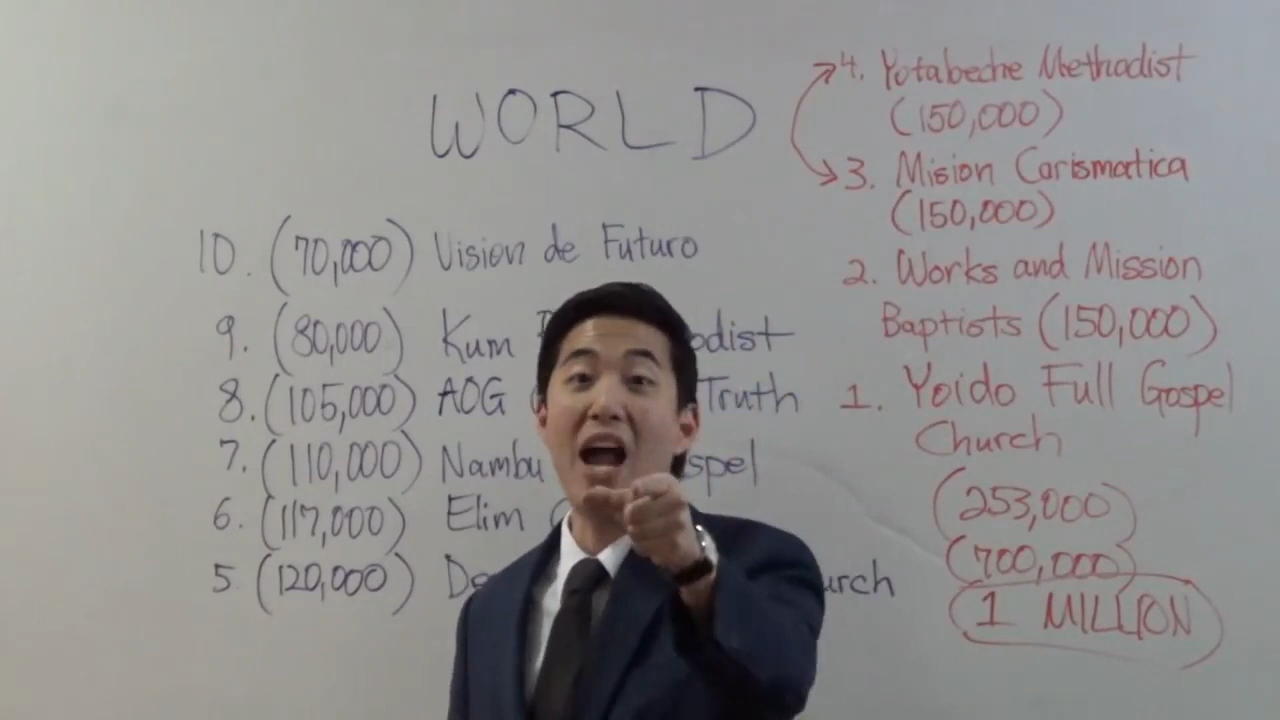 WORLD
10. (70,000) Vision de Futuro
9. (80,000) Kum odist
8. (105,000) AOG Truth
7. (110,000) Nambu spel
6. (117,000) Elim
5 (120,000) De urch
4. Yotabeche Methodist
(150,000)
3. Mision Carismatica
(150,000)
2. Works and Mission
Baptists (150,000)
1. Yoido Full Gospel
Church
(253,000)
(700,000)
1 MILLION